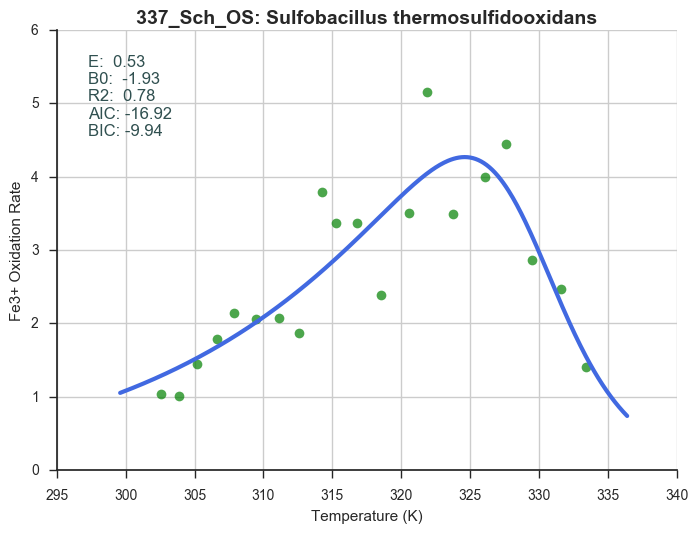 337_Sch_OS: Sulfobacillus thermosulfidooxidans
E:  0.53
B0:  -1.93
R2:  0.78
AIC: -16.92
BIC: -9.94
Fe3+ Oxidation Rate
6
5
4
3
2
1
0
295 300 305 310 315 320 325 330 335 340
Temperature (K)